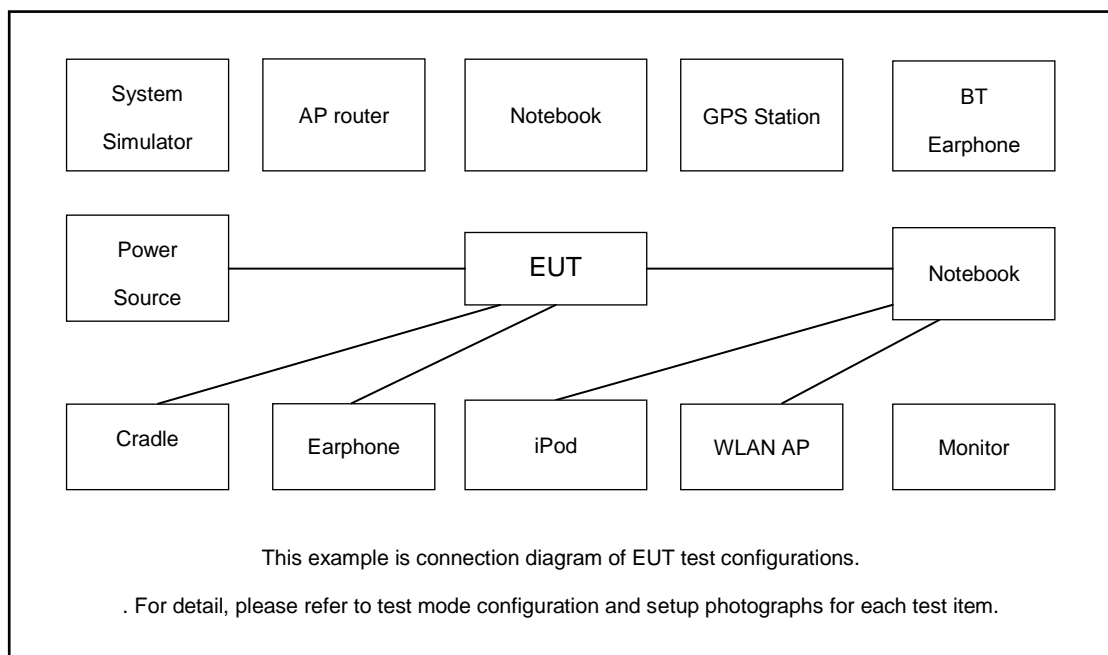 System
Simulator
AP router
Notebook
GPS Station
BT
Earphone
Power
Source
EUT
Notebook
Cradle
Earphone
iPod
WLAN AP
Monitor
This example is connection diagram of EUT test configurations.
. For detail, please refer to test mode configuration and setup photographs for each test item.